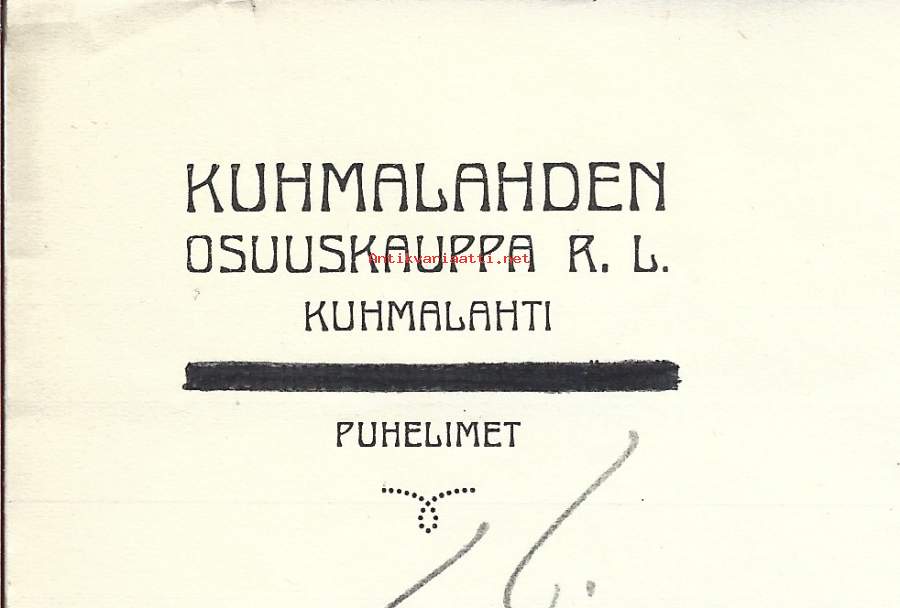 KUHMALAHDEN
OSUUSKAUPPA R. L.
Antikvariaatti.net
KUHMALAHTI
PUHELIMET